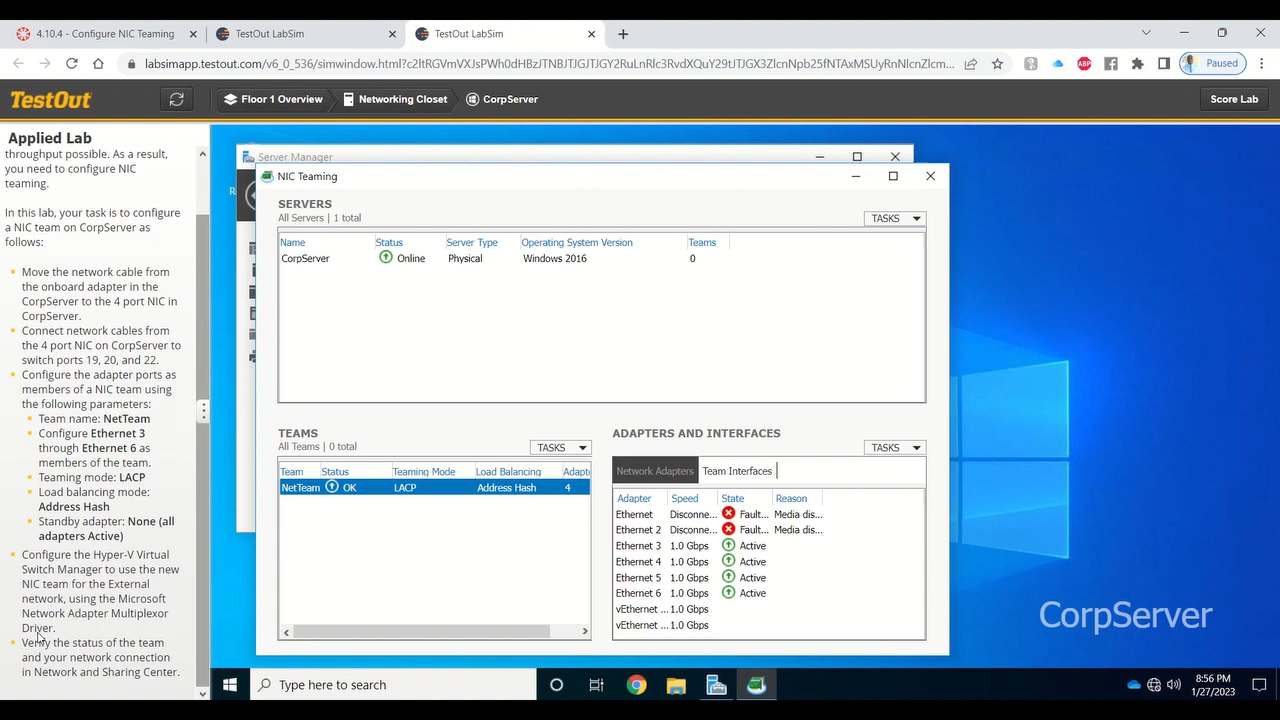 4.10.4 - Configure NIC Teaming
TestOut LabSim
TestOut LabSim
labsimapp.testout.com/v6_0_536/simwindow.html?c2ltRGVmVXJsPWh0dHBzJTNBJTJGJTJGY2RuLnRlc3RvdXQuY29tJTJGX3ZlcnNpb25fNTAxMSUyRnNlcnZlcm...
ABP
Paused
TestOut
Floor 1 Overview
Networking Closet
CorpServer
Score Lab
Applied Lab
throughput possible. As a result,
you need to configure NIC
teaming.
In this lab, your task is to configure
a NIC team on CorpServer as
follows:
Move the network cable from
the onboard adapter in the
CorpServer to the 4 port NIC in
CorpServer.
Connect network cables from
the 4 port NIC on CorpServer to
switch ports 19, 20, and 22.
Configure the adapter ports as
members of a NIC team using
the following parameters:
Team name: NetTeam
Configure Ethernet 3
through Ethernet 6 as
members of the team.
Teaming mode: LACP
Load balancing mode:
Address Hash
Standby adapter: None (all
adapters Active)
Configure the Hyper-V Virtual
Switch Manager to use the new
NIC team for the External
network, using the Microsoft
Network Adapter Multiplexor
Driver.
Verify the status of the team
and your network connection
in Network and Sharing Center.
Server Manager
NIC Teaming
SERVERS
All Servers | 1 total
TASKS
Name Status Server Type Operating System Version Teams
CorpServer Online Physical Windows 2016 0
TEAMS
All Teams | 0 total
TASKS
Team Status Teaming Mode Load Balancing Adapt
NetTeam OK LACP Address Hash 4
ADAPTERS AND INTERFACES
TASKS
Network Adapters Team Interfaces
Adapter Speed State Reason
Ethernet Disconne... Fault... Media dis...
Ethernet 2 Disconne... Fault... Media dis...
Ethernet 3 1.0 Gbps Active
Ethernet 4 1.0 Gbps Active
Ethernet 5 1.0 Gbps Active
Ethernet 6 1.0 Gbps Active
vEthernet ... 1.0 Gbps
vEthernet ... 1.0 Gbps
CorpServer
Type here to search
8:56 PM
1/27/2023